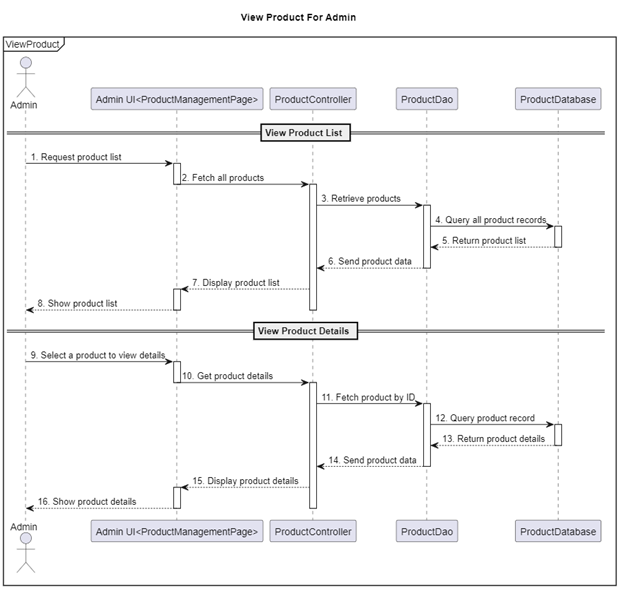 View Product For Admin
ViewProduct
Admin
Admin UI<ProductManagementPage>
ProductController
ProductDao
ProductDatabase
View Product List
1. Request product list
2. Fetch all products
3. Retrieve products
4. Query all product records
5. Return product list
6. Send product data
7. Display product list
8. Show product list
View Product Details
9. Select a product to view details
10. Get product details
11. Fetch product by ID
12. Query product record
13. Return product details
14. Send product data
15. Display product details
16. Show product details
Admin
Admin UI<ProductManagementPage>
ProductController
ProductDao
ProductDatabase